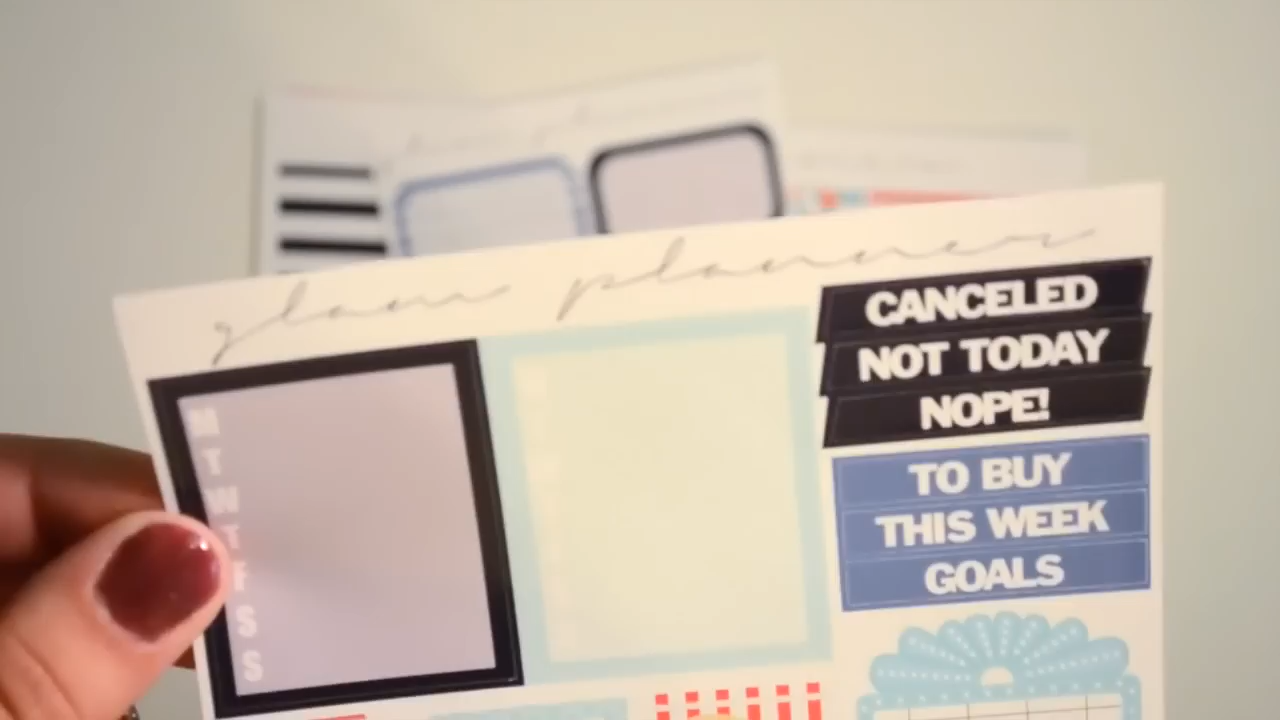 glam planner
M
T
W
T
F
S
S
CANCELED
NOT TODAY
NOPE!
TO BUY
THIS WEEK
GOALS